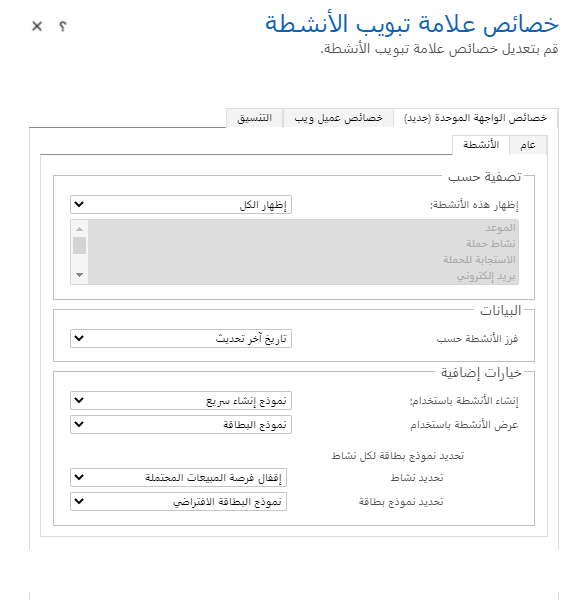 خصائص علامة تبويب الأنشطة
؟
قم بتعديل خصائص علامة تبويب الأنشطة.
خصائص الواجهة الموحدة (جديد) خصائص عميل ويب التنسيق
عام الأنشطة
تصفية حسب
إظهار هذه الأنشطة: إظهار الكل
الموعد
نشاط حملة
الاستجابة للحملة
بريد إلكتروني
البيانات
فرز الأنشطة حسب تاريخ آخر تحديث
خيارات إضافية
إنشاء الأنشطة باستخدام: نموذج إنشاء سريع
عرض الأنشطة باستخدام نموذج البطاقة
تحديد نموذج بطاقة لكل نشاط
تحديد نشاط إقفال فرصة المبيعات المحتملة
تحديد نموذج بطاقة نموذج البطاقة الافتراضي